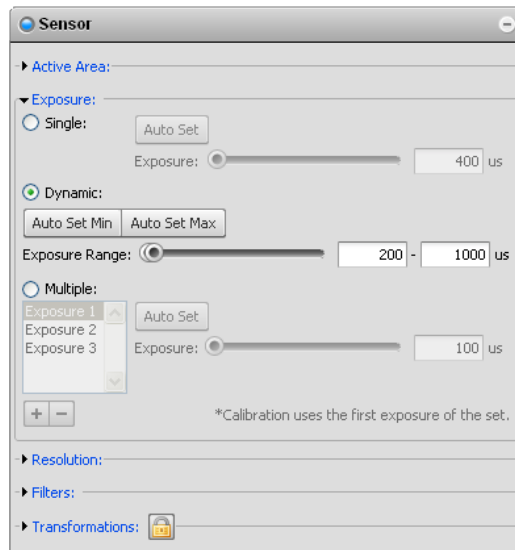 Sensor
Active Area:
Exposure:
Single:
Auto Set
Exposure: 400 us
Dynamic:
Auto Set Min Auto Set Max
Exposure Range: 200 - 1000 us
Multiple:
Exposure 1
Exposure 2
Exposure 3
Auto Set
Exposure: 100 us
+ −
*Calibration uses the first exposure of the set.
Resolution:
Filters:
Transformations: